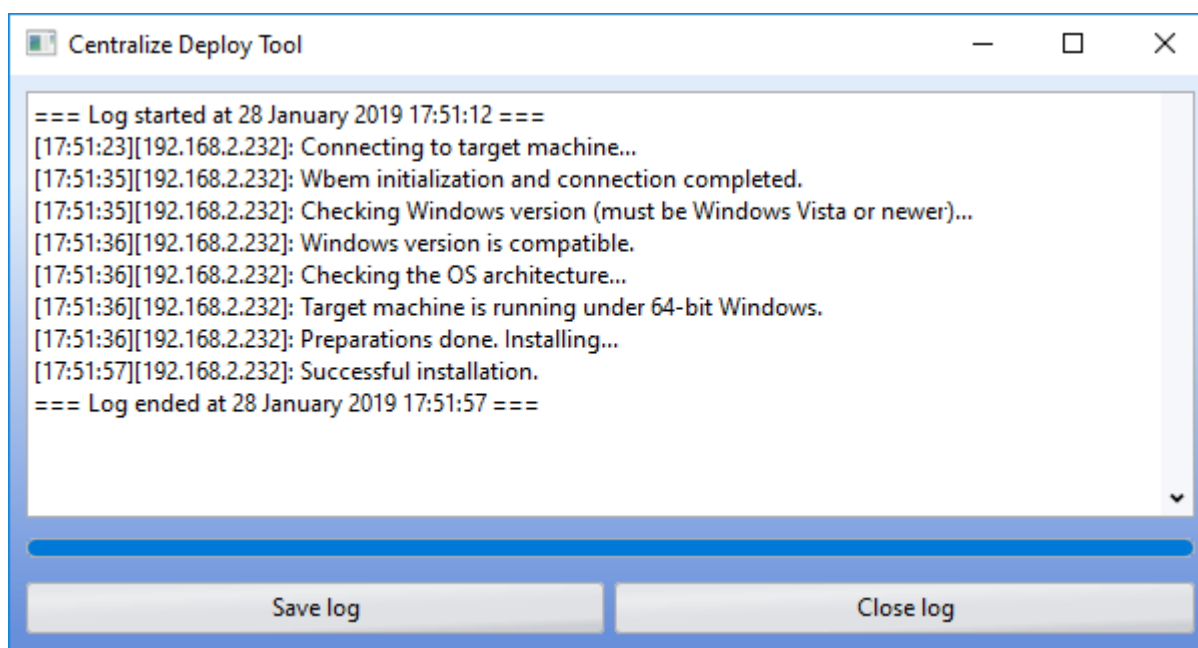 Centralize Deploy Tool
=== Log started at 28 January 2019 17:51:12 ===
[17:51:23][192.168.2.232]: Connecting to target machine...
[17:51:35][192.168.2.232]: Wbem initialization and connection completed.
[17:51:35][192.168.2.232]: Checking Windows version (must be Windows Vista or newer)...
[17:51:36][192.168.2.232]: Windows version is compatible.
[17:51:36][192.168.2.232]: Checking the OS architecture...
[17:51:36][192.168.2.232]: Target machine is running under 64-bit Windows.
[17:51:36][192.168.2.232]: Preparations done. Installing...
[17:51:57][192.168.2.232]: Successful installation.
=== Log ended at 28 January 2019 17:51:57 ===
Save log
Close log